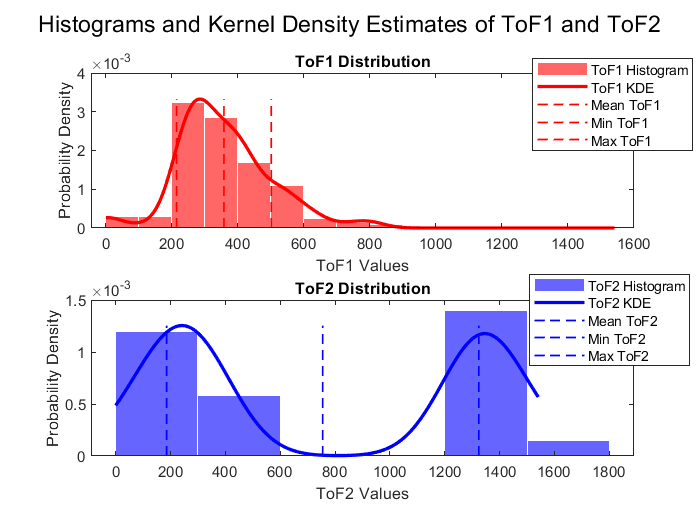 Histograms and Kernel Density Estimates of ToF1 and ToF2
×10⁻³
ToF1 Distribution
ToF1 Histogram
ToF1 KDE
Mean ToF1
Min ToF1
Max ToF1
Probability Density
4
3
2
1
0
0 200 400 600 800 1000 1200 1400 1600
ToF1 Values
×10⁻³
ToF2 Distribution
ToF2 Histogram
ToF2 KDE
Mean ToF2
Min ToF2
Max ToF2
Probability Density
1.5
1
0.5
0
0 200 400 600 800 1000 1200 1400 1600 1800
ToF2 Values